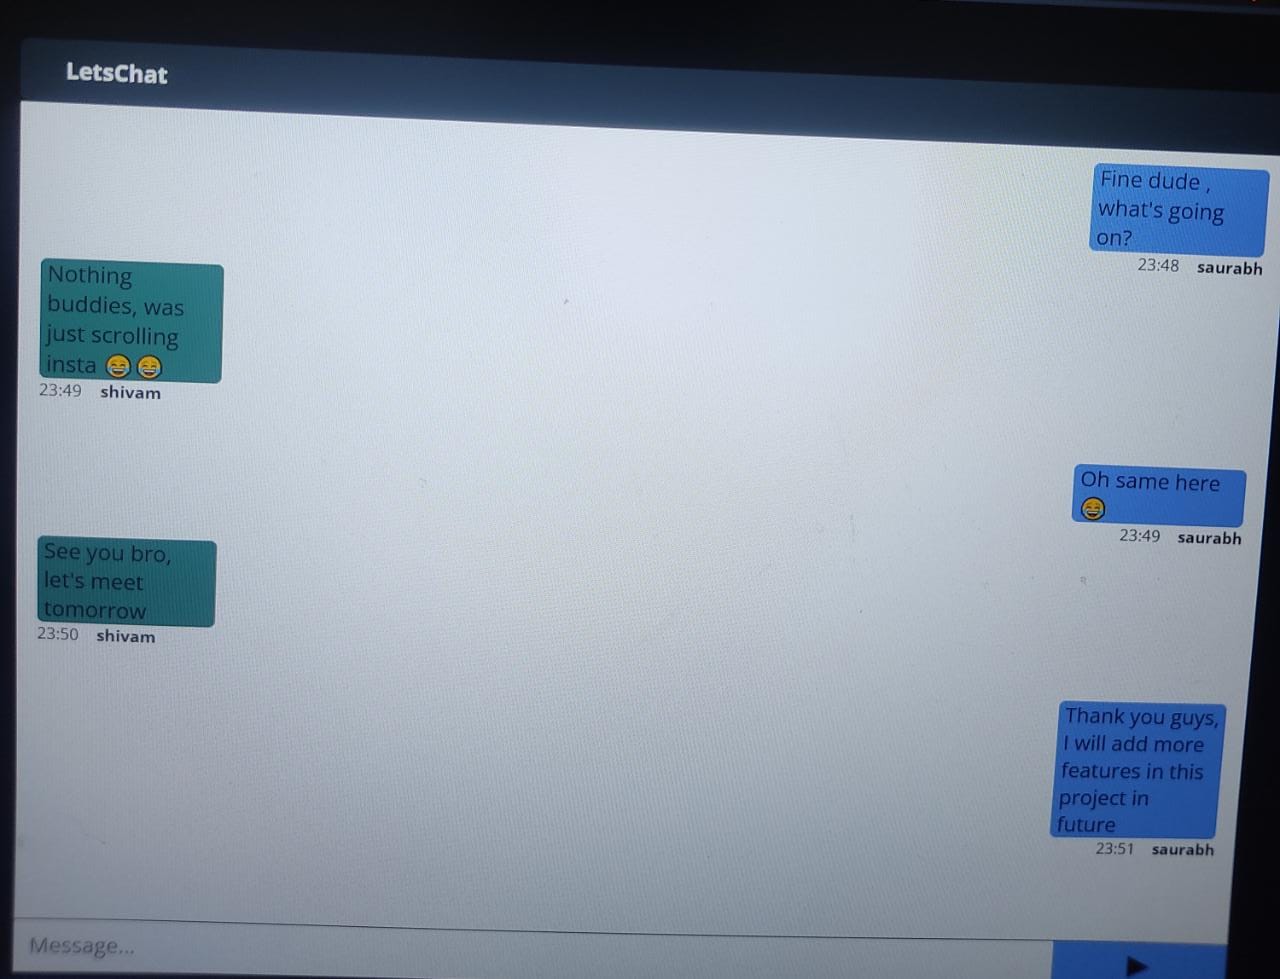 LetsChat
Fine dude ,
what's going
on?
23:48 saurabh
Nothing
buddies, was
just scrolling
insta 😂😂
23:49 shivam
Oh same here
😂
23:49 saurabh
See you bro,
let's meet
tomorrow
23:50 shivam
Thank you guys,
I will add more
features in this
project in
future
23:51 saurabh
Message...